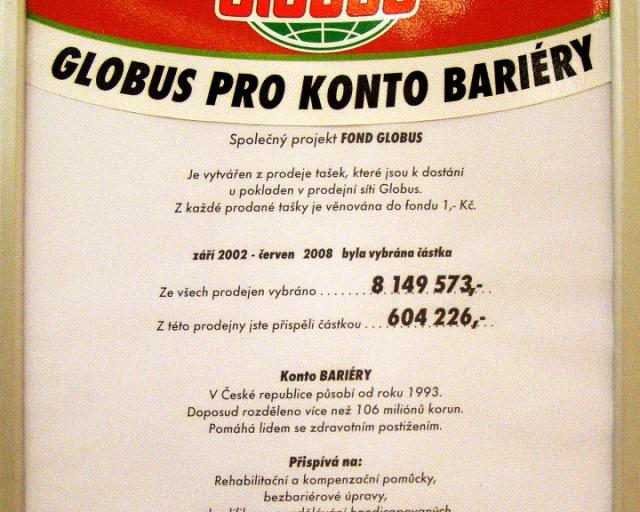 GLOBUS PRO KONTO BARIÉRY
Společný projekt FOND GLOBUS
Je vytvářen z prodeje tašek, které jsou k dostání
u pokladen v prodejní síti Globus.
Z každé prodané tašky je věnována do fondu 1,- Kč.
září 2002 - červen 2008 byla vybrána částka
Ze všech prodejen vybráno . . . . . . . . . 8 149 573,-
Z této prodejny jste přispěli částkou . . . . 604 226,-
Konto BARIÉRY
V České republice působí od roku 1993.
Doposud rozděleno více než 106 miliónů korun.
Pomáhá lidem se zdravotním postižením.
Přispívá na:
Rehabilitační a kompenzační pomůcky,
bezbariérové úpravy,